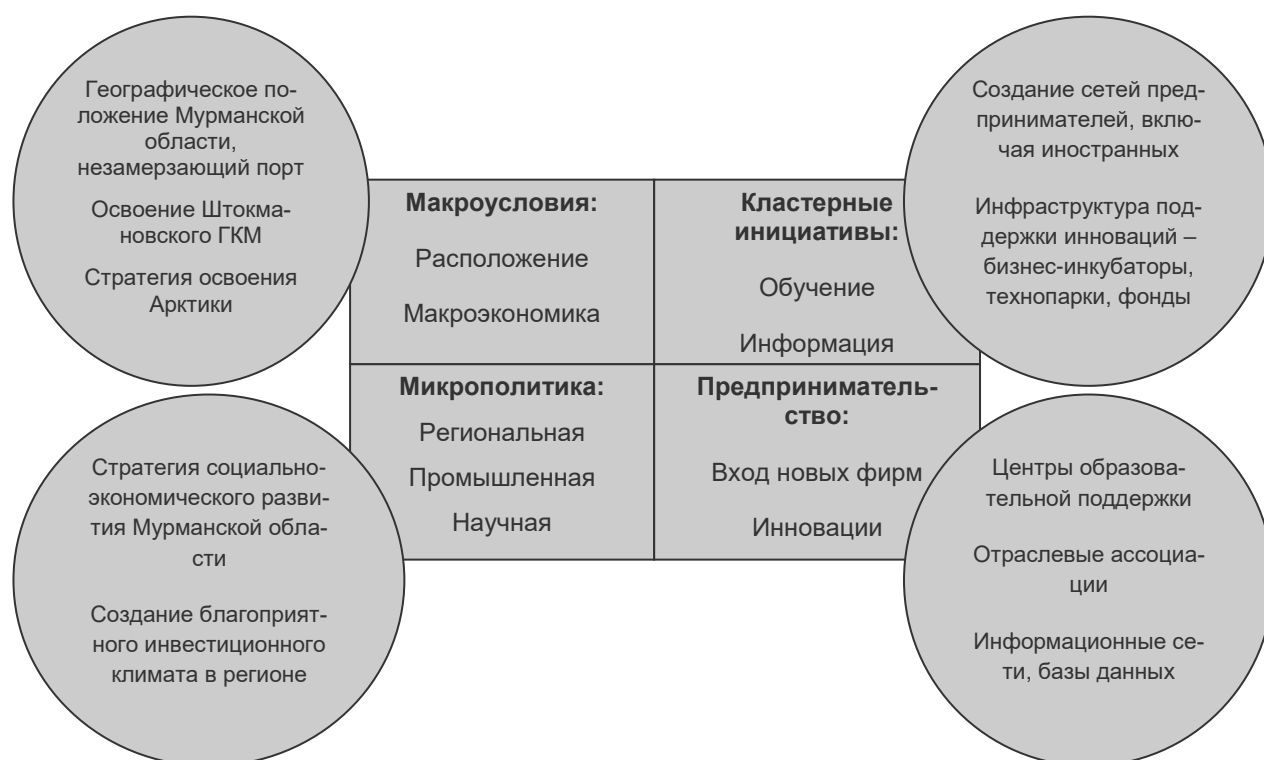 Географическое по-
ложение Мурманской
области,
незамерзающий порт
Освоение Штокма-
новского ГКМ
Стратегия освоения
Арктики
Создание сетей пред-
принимателей, вклю-
чая иностранных
Инфраструктура под-
держки инноваций –
бизнес-инкубаторы,
технопарки, фонды
Макроусловия:
Расположение
Макроэкономика
Кластерные
инициативы:
Обучение
Информация
Микрополитика:
Региональная
Промышленная
Научная
Предприниматель-
ство:
Вход новых фирм
Инновации
Стратегия социально-
экономического разви-
тия Мурманской обла-
сти
Создание благоприят-
ного инвестиционного
климата в регионе
Центры образова-
тельной поддержки
Отраслевые ассоциа-
ции
Информационные се-
ти, базы данных